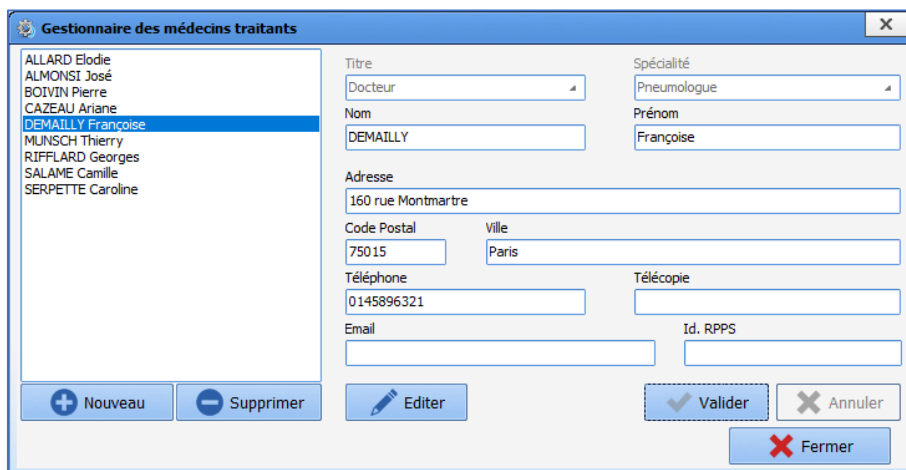 Gestionnaire des médecins traitants
ALLARD Elodie
ALMONSI José
BOIVIN Pierre
CAZEAU Ariane
DEMAILLY Françoise
MUNSCH Thierry
RIFFLARD Georges
SALAME Camille
SERPETTE Caroline
Titre Spécialité
Docteur Pneumologue
Nom Prénom
DEMAILLY Françoise
Adresse
160 rue Montmartre
Code Postal Ville
75015 Paris
Téléphone Télécopie
0145896321
Email Id. RPPS
Nouveau Supprimer Editer Valider Annuler
Fermer